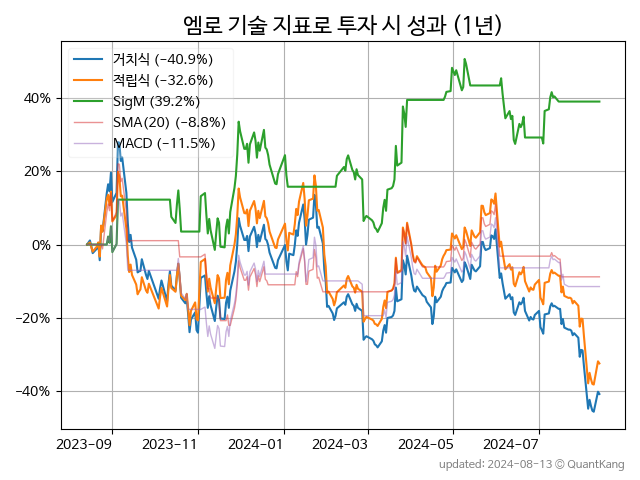 엠로 기술 지표로 투자 시 성과 (1년)
거치식 (−40.9%)
적립식 (−32.6%)
SigM (39.2%)
SMA(20) (−8.8%)
MACD (−11.5%)
40%
20%
0%
−20%
−40%
2023-09 2023-11 2024-01 2024-03 2024-05 2024-07
updated: 2024-08-13 © QuantKang